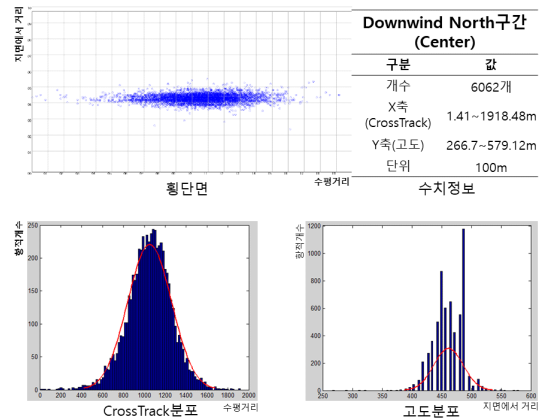 지면에서 거리
수평거리
횡단면
Downwind North구간
(Center)
구분 값
개수 6062개
X축
(CrossTrack) 1.41~1918.48m
Y축(고도) 266.7~579.12m
단위 100m
수치정보
항적개수
250
200
150
100
50
0
0 200 400 600 800 1000 1200 1400 1600 1800 2000
CrossTrack분포 수평거리
항적개수
1200
1000
800
600
400
200
0
250 300 350 400 450 500 550 600
고도분포 지면에서 거리